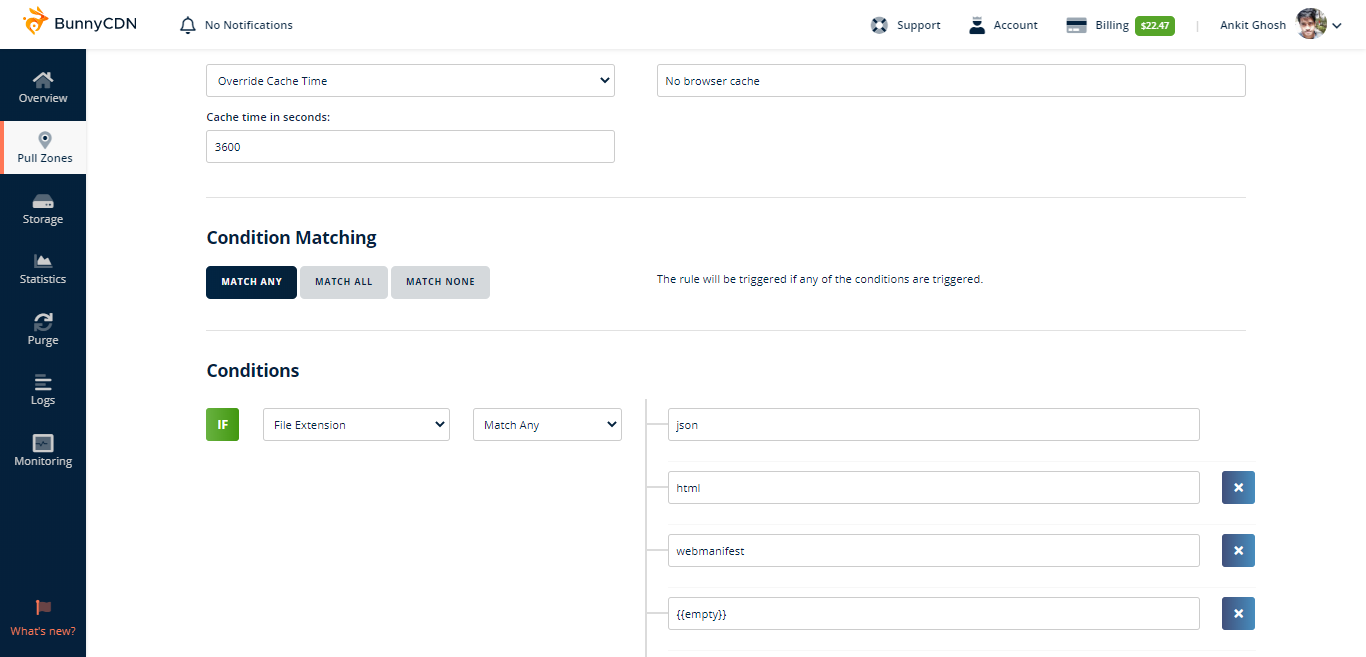 BunnyCDN
No Notifications
Support
Account
Billing $22.47
Ankit Ghosh
Overview
Pull Zones
Storage
Statistics
Purge
Logs
Monitoring
What's new?
Override Cache Time
No browser cache
Cache time in seconds:
3600
Condition Matching
MATCH ANY
MATCH ALL
MATCH NONE
The rule will be triggered if any of the conditions are triggered.
Conditions
IF
File Extension
Match Any
json
html
webmanifest
{{empty}}